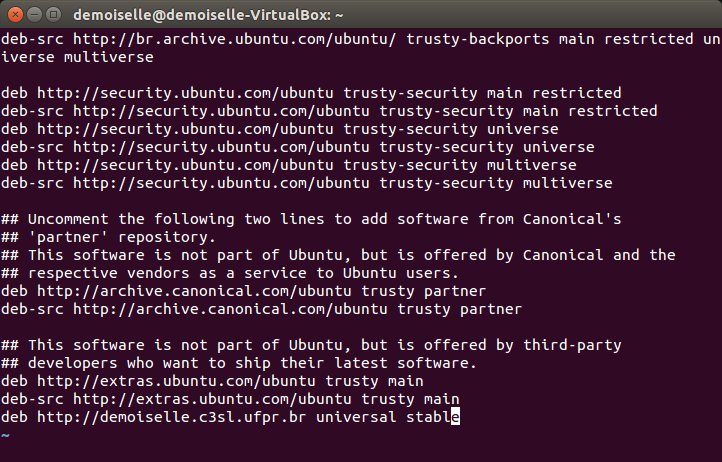 demoiselle@demoiselle-VirtualBox: ~
deb-src http://br.archive.ubuntu.com/ubuntu/ trusty-backports main restricted un
iverse multiverse
deb http://security.ubuntu.com/ubuntu trusty-security main restricted
deb-src http://security.ubuntu.com/ubuntu trusty-security main restricted
deb http://security.ubuntu.com/ubuntu trusty-security universe
deb-src http://security.ubuntu.com/ubuntu trusty-security universe
deb http://security.ubuntu.com/ubuntu trusty-security multiverse
deb-src http://security.ubuntu.com/ubuntu trusty-security multiverse
## Uncomment the following two lines to add software from Canonical's
## 'partner' repository.
## This software is not part of Ubuntu, but is offered by Canonical and the
## respective vendors as a service to Ubuntu users.
deb http://archive.canonical.com/ubuntu trusty partner
deb-src http://archive.canonical.com/ubuntu trusty partner
## This software is not part of Ubuntu, but is offered by third-party
## developers who want to ship their latest software.
deb http://extras.ubuntu.com/ubuntu trusty main
deb-src http://extras.ubuntu.com/ubuntu trusty main
deb http://demoiselle.c3sl.ufpr.br universal stable
~